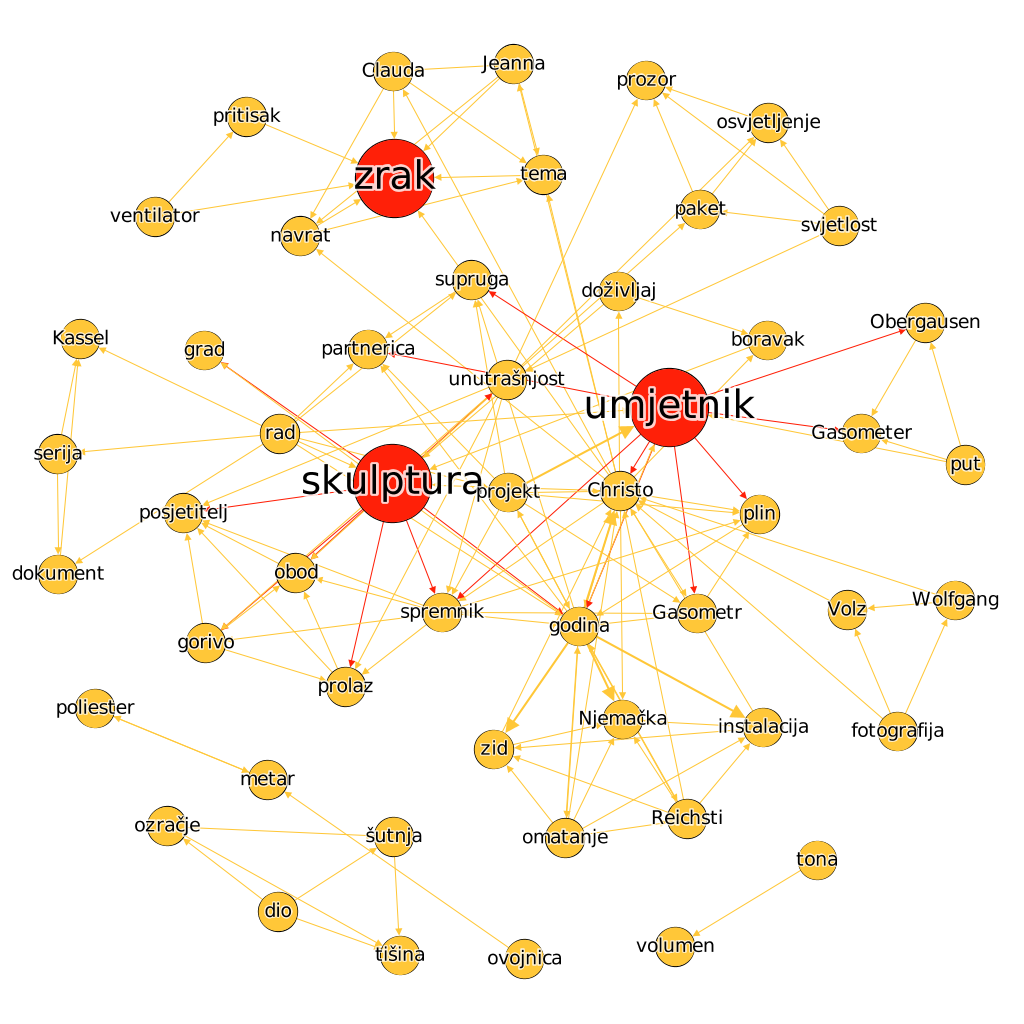 Clauda
Jeanna
prozor
pritisak
osvjetljenje
zrak
tema
ventilator
paket
navrat
svjetlost
supruga
doživljaj
Kassel
grad
partnerica
boravak
Obergausen
unutrašnjost
umjetnik
rad
Gasometer
serija
put
skulptura
projekt
Christo
posjetitelj
plin
dokument
obod
spremnik
Gasometr
Volz
Wolfgang
godina
gorivo
prolaz
poliester
Njemačka
instalacija
fotografija
zid
metar
ozračje
šutnja
omatanje
Reichsti
tona
dio
tišina
ovojnica
volumen